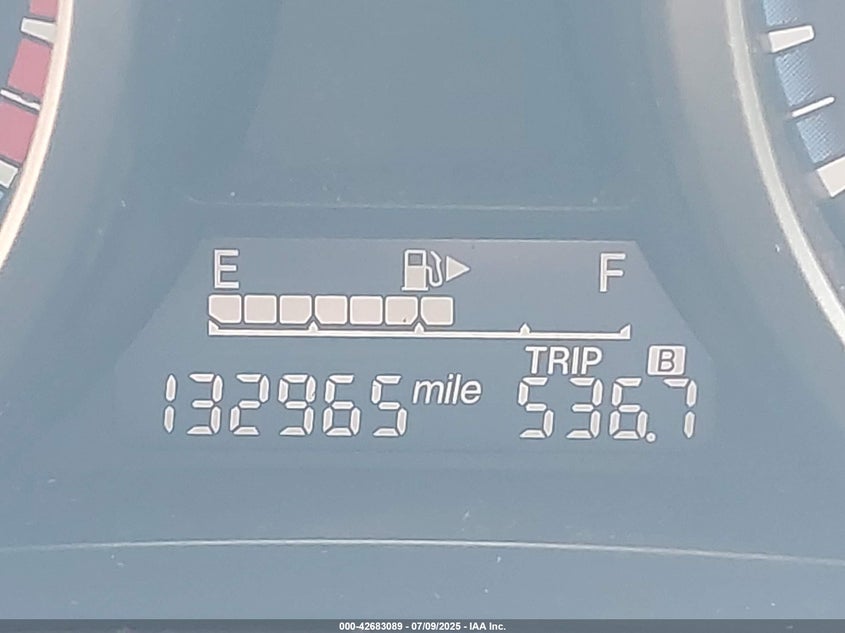 E F
TRIP B
132965 mile 536.7
000-42683089 - 07/09/2025 - IAA Inc.